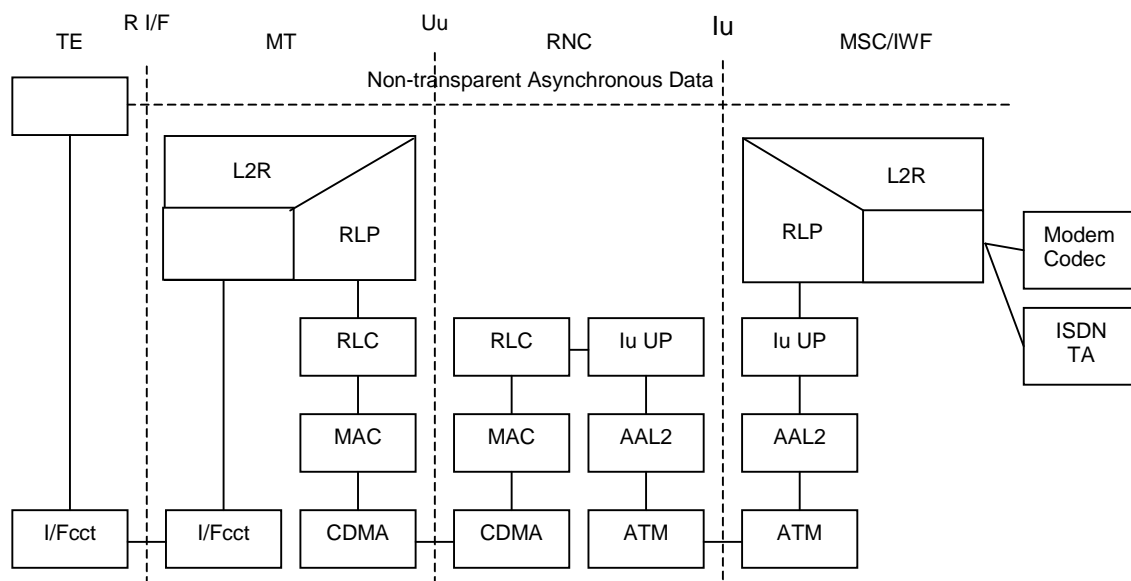 R I/F
Uu
Iu
TE
MT
RNC
MSC/IWF
Non-transparent Asynchronous Data
L2R
L2R
RLP
RLP
Modem
Codec
RLC
RLC
Iu UP
Iu UP
ISDN
TA
MAC
MAC
AAL2
AAL2
I/Fcct
I/Fcct
CDMA
CDMA
ATM
ATM